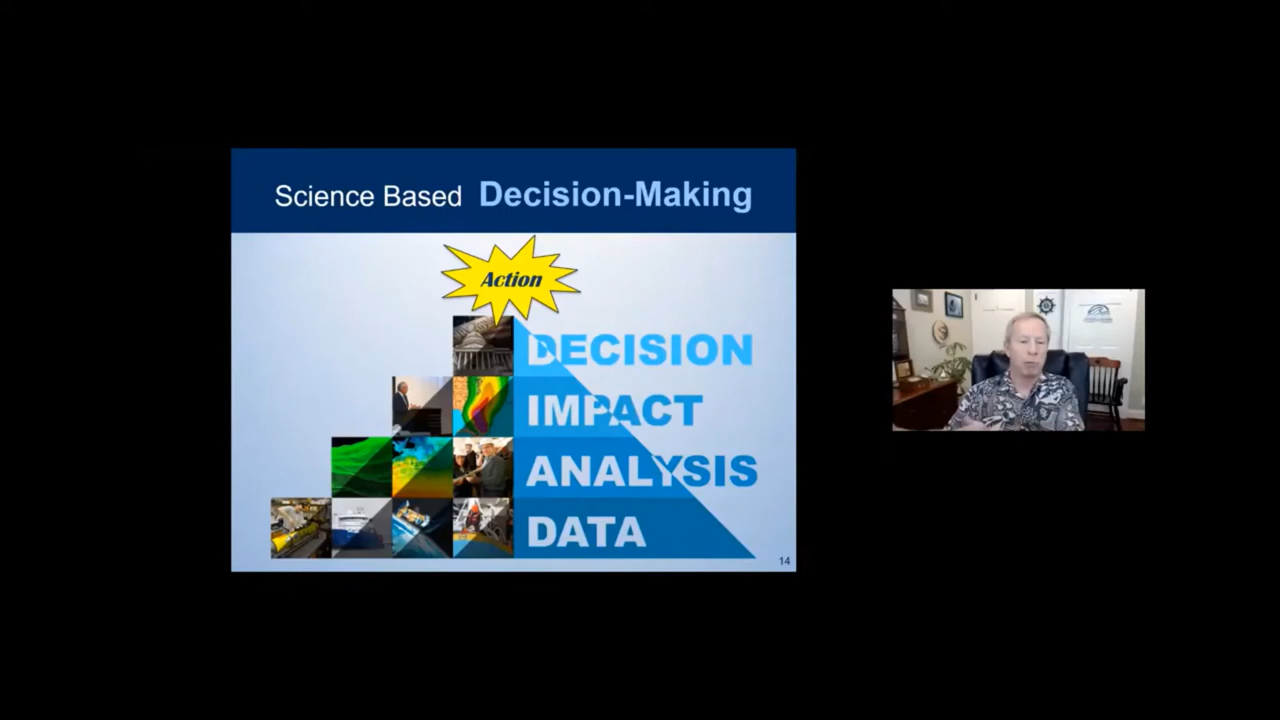 Science Based Decision-Making
Action
DECISION
IMPACT
ANALYSIS
DATA
14